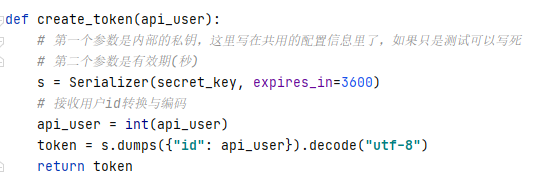 def create_token(api_user):
    # 第一个参数是内部的私钥，这里写在共用的配置信息里了，如果只是测试可以写死
    # 第二个参数是有效期(秒)
    s = Serializer(secret_key, expires_in=3600)
    # 接收用户id转换与编码
    api_user = int(api_user)
    token = s.dumps({"id": api_user}).decode("utf-8")
    return token